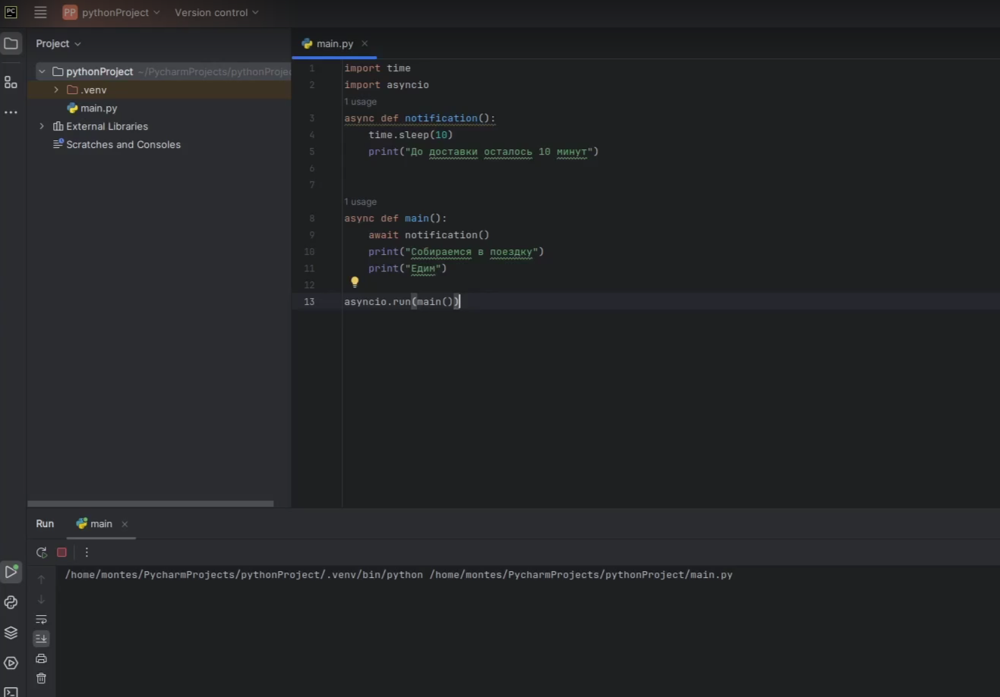 PC
PP pythonProject Version control
Project
pythonProject ~/PycharmProjects/pythonProjec
.venv
main.py
External Libraries
Scratches and Consoles
main.py
1 import time
2 import asyncio
1 usage
3 async def notification():
4 time.sleep(10)
5 print("До доставки осталось 10 минут")
6
7
1 usage
8 async def main():
9 await notification()
10 print("Собираемся в поездку")
11 print("Едим")
12
13 asyncio.run(main())
Run main
/home/montes/PycharmProjects/pythonProject/.venv/bin/python /home/montes/PycharmProjects/pythonProject/main.py